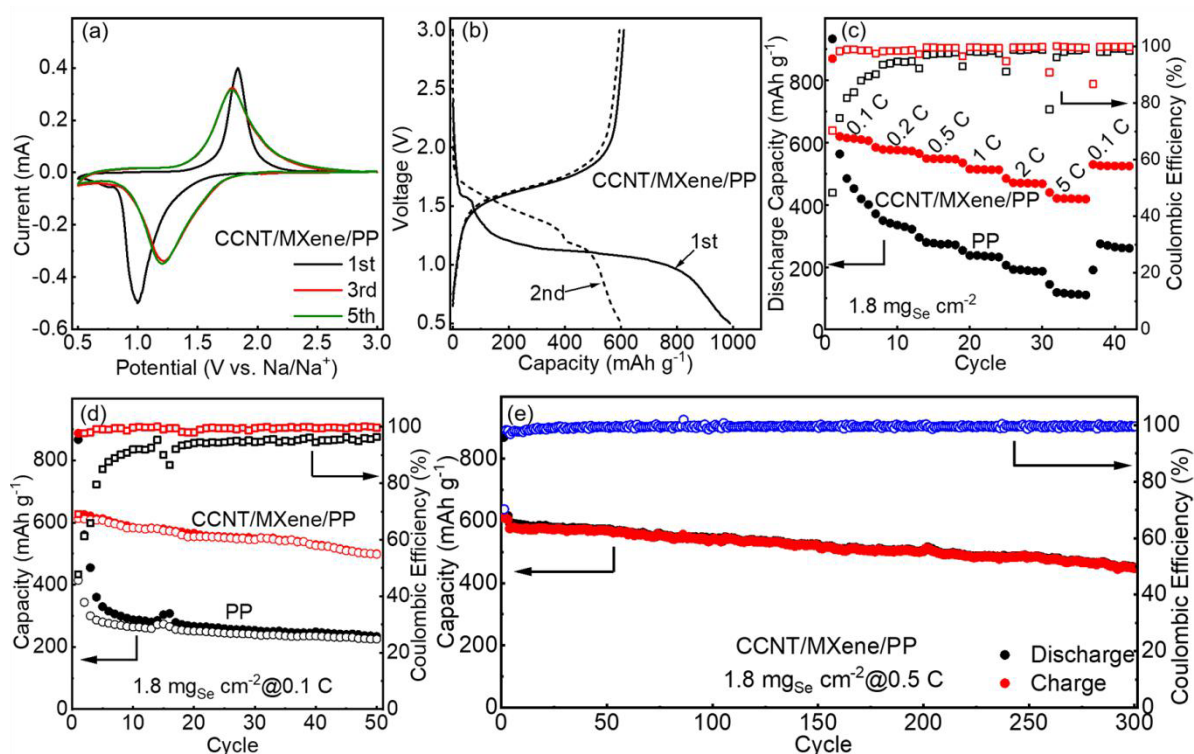 (a)
Current (mA)
0.4
0.2
0.0
-0.2
-0.4
-0.6
CCNT/MXene/PP
1st
3rd
5th
0.5 1.0 1.5 2.0 2.5 3.0
Potential (V vs. Na/Na⁺)
(b)
Voltage (V)
3.0
2.5
2.0
1.5
1.0
0.5
CCNT/MXene/PP
1st
2nd
0 200 400 600 800 1000
Capacity (mAh g⁻¹)
(c)
Discharge Capacity (mAh g⁻¹)
800
600
400
200
0
0.1 C
0.2 C
0.5 C
1 C
2 C
5 C
0.1 C
CCNT/MXene/PP
PP
1.8 mgSe cm⁻²
100
80
60
40
20
0
Coulombic Efficiency (%)
0 10 20 30 40
Cycle
(d)
Capacity (mAh g⁻¹)
800
600
400
200
0
CCNT/MXene/PP
PP
1.8 mgSe cm⁻²@0.1 C
100
80
60
40
20
0
Coulombic Efficiency (%)
0 10 20 30 40 50
Cycle
(e)
Capacity (mAh g⁻¹)
800
600
400
200
0
CCNT/MXene/PP
1.8 mgSe cm⁻²@0.5 C
Discharge
Charge
100
80
60
40
20
0
Coulombic Efficiency (%)
0 50 100 150 200 250 300
Cycle